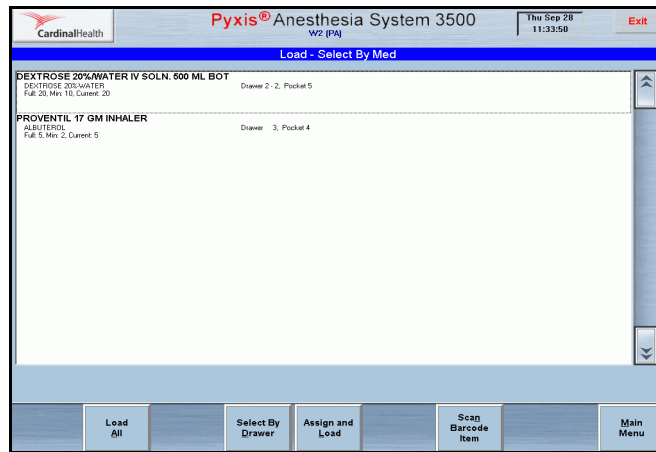 CardinalHealth
Pyxis® Anesthesia System 3500
W2 (PA)
Thu Sep 28
11:33:50
Exit
Load - Select By Med
DEXTROSE 20%/WATER IV SOLN. 500 ML BOT
DEXTROSE 20%-WATER Drawer 2 - 2, Pocket 5
Full: 20, Min: 10, Current: 20
PROVENTIL 17 GM INHALER
ALBUTEROL Drawer 3, Pocket 4
Full: 5, Min: 2, Current: 5
Load
All
Select By
Drawer
Assign and
Load
Scan
Barcode
Item
Main
Menu